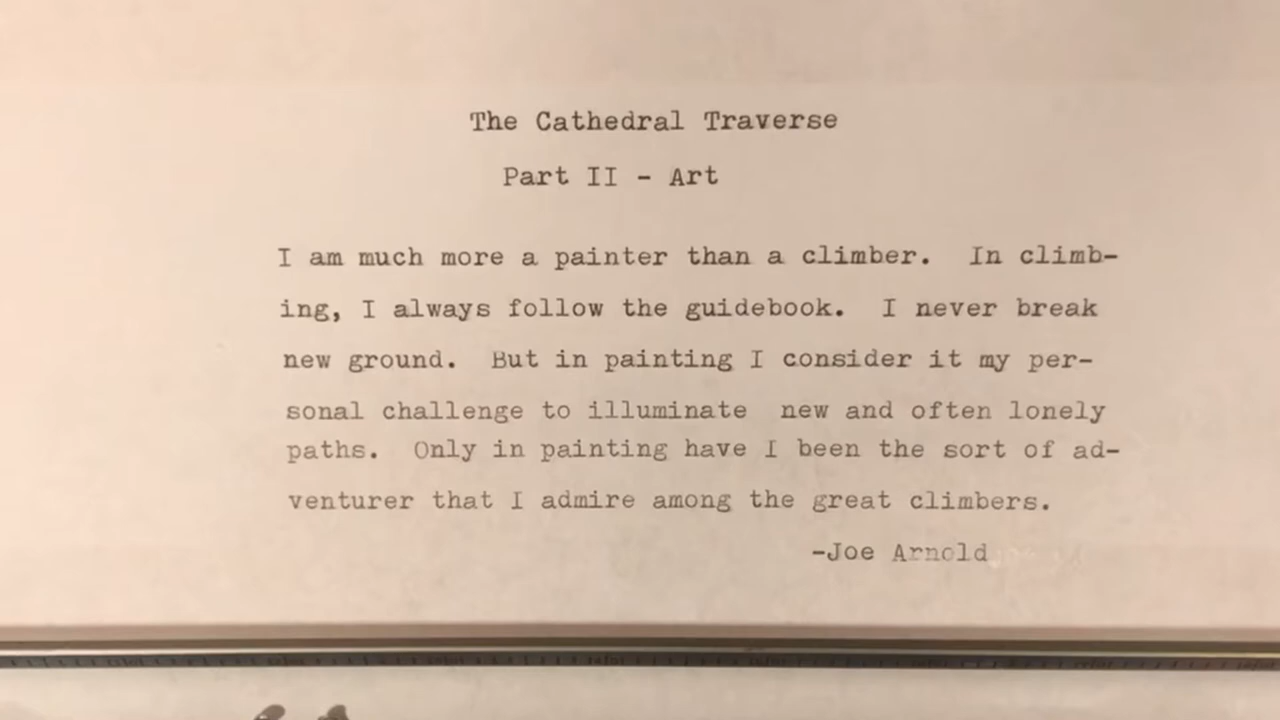 The Cathedral Traverse
Part II - Art
I am much more a painter than a climber.  In climb-
ing, I always follow the guidebook.  I never break
new ground.  But in painting I consider it my per-
sonal challenge to illuminate  new and often lonely
paths.  Only in painting have I been the sort of ad-
venturer that I admire among the great climbers.
-Joe Arnold